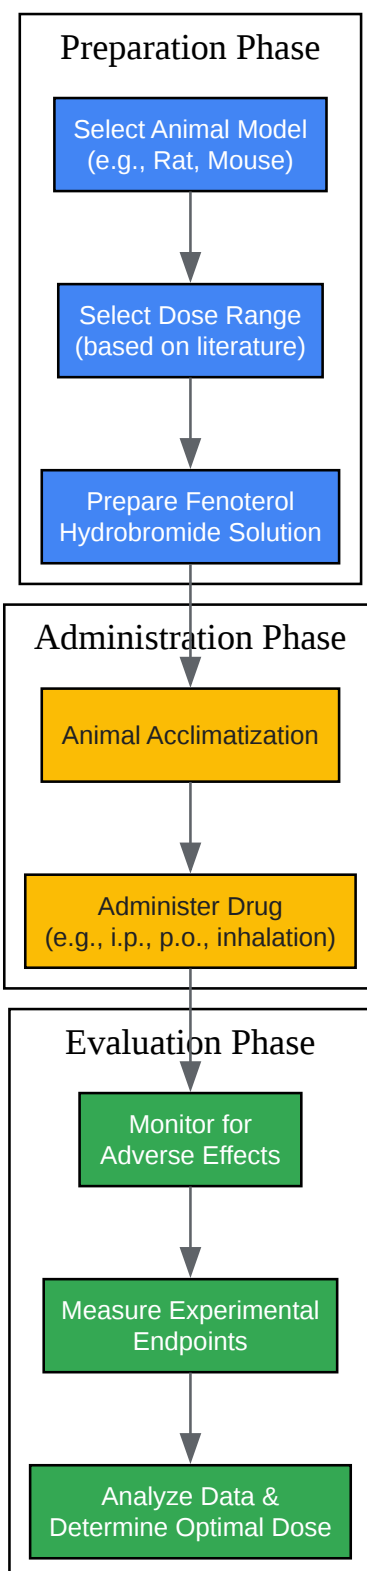 Preparation Phase
Select Animal Model
(e.g., Rat, Mouse)
Select Dose Range
(based on literature)
Prepare Fenoterol
Hydrobromide Solution
Administration Phase
Animal Acclimatization
Administer Drug
(e.g., i.p., p.o., inhalation)
Evaluation Phase
Monitor for
Adverse Effects
Measure Experimental
Endpoints
Analyze Data &
Determine Optimal Dose